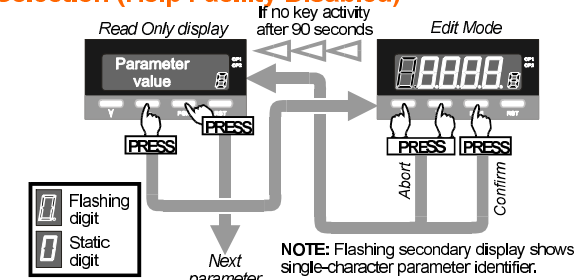 selection (Help Facility Disabled)
Read Only display
If no key activity
after 90 seconds
Edit Mode
Parameter
value
PRESS
PRESS
PRESS
PRESS
Abort
Confirm
Flashing
digit
Static
digit
Next
parameter
NOTE: Flashing secondary display shows
single-character parameter identifier.